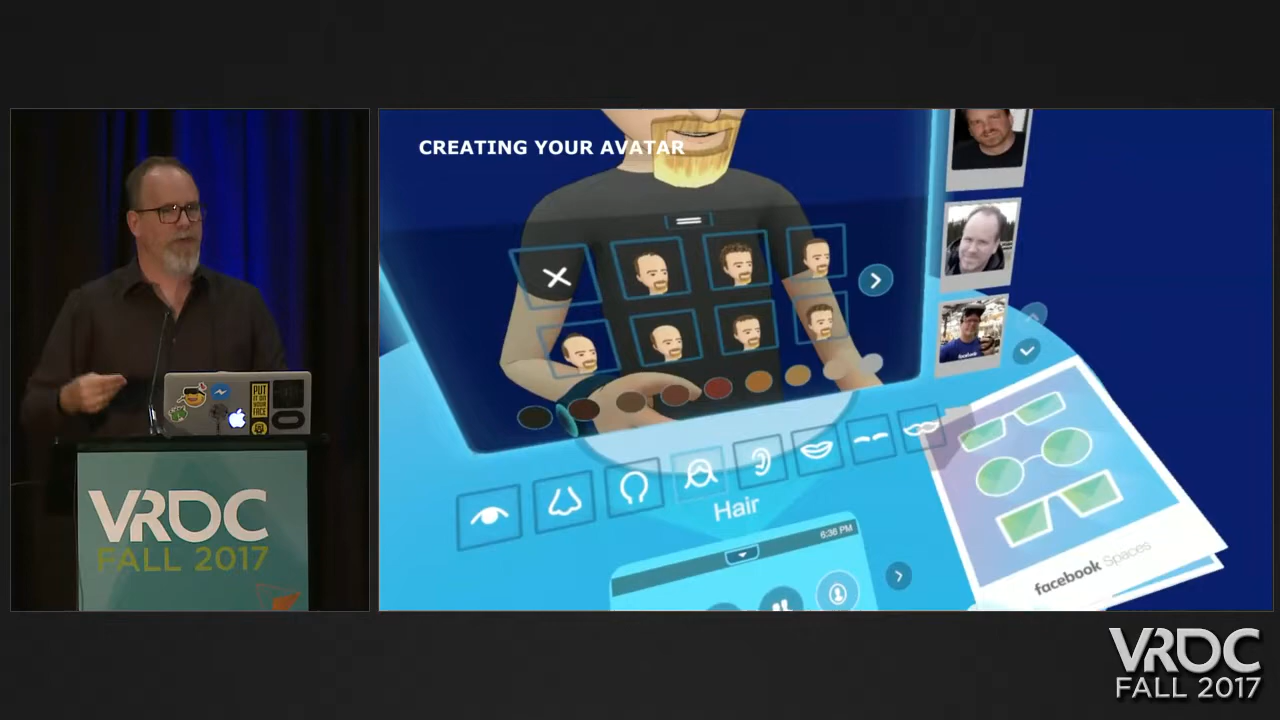 CREATING YOUR AVATAR
Hair
6:36 PM
facebook Spaces
PUT
IT ON
YOUR
FACE
VRDC
FALL 2017
VRDC
FALL 2017